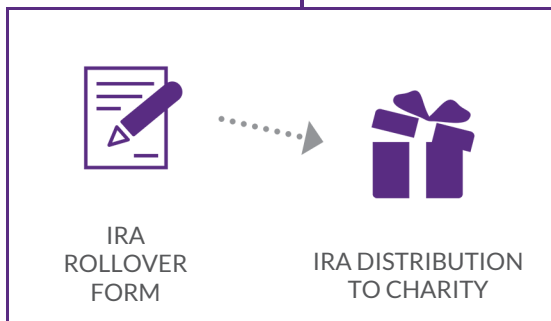 IRA
ROLLOVER
FORM
IRA DISTRIBUTION
TO CHARITY